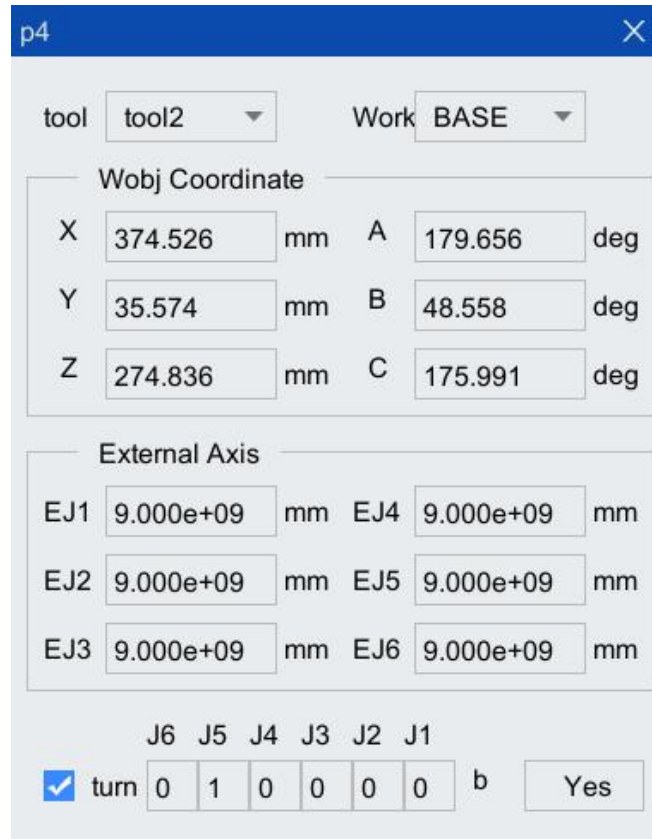 p4
tool tool2 Work BASE
Wobj Coordinate
X 374.526 mm A 179.656 deg
Y 35.574 mm B 48.558 deg
Z 274.836 mm C 175.991 deg
External Axis
EJ1 9.000e+09 mm EJ4 9.000e+09 mm
EJ2 9.000e+09 mm EJ5 9.000e+09 mm
EJ3 9.000e+09 mm EJ6 9.000e+09 mm
J6 J5 J4 J3 J2 J1
turn 0 1 0 0 0 0 b Yes